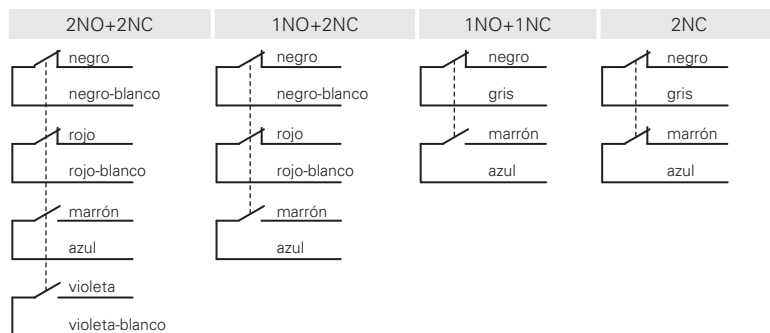 2NO+2NC
negro
negro-blanco
rojo
rojo-blanco
marrón
azul
violeta
violeta-blanco
1NO+2NC
negro
negro-blanco
rojo
rojo-blanco
marrón
azul
1NO+1NC
negro
gris
marrón
azul
2NC
negro
gris
marrón
azul